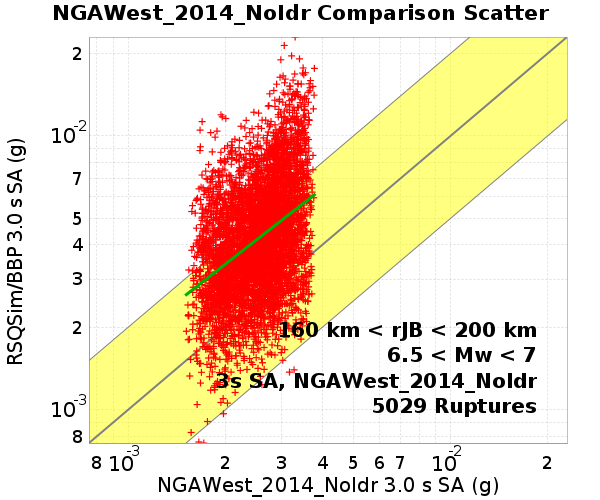 NGAWest_2014_NoIdr Comparison Scatter
RSQSim/BBP 3.0 s SA (g)
2
10⁻²
7
5
4
3
2
10⁻³
8
160 km < rJB < 200 km
6.5 < Mw < 7
3s SA, NGAWest_2014_NoIdr
5029 Ruptures
8 10⁻³ 2 3 4 5 6 7 10⁻² 2
NGAWest_2014_NoIdr 3.0 s SA (g)